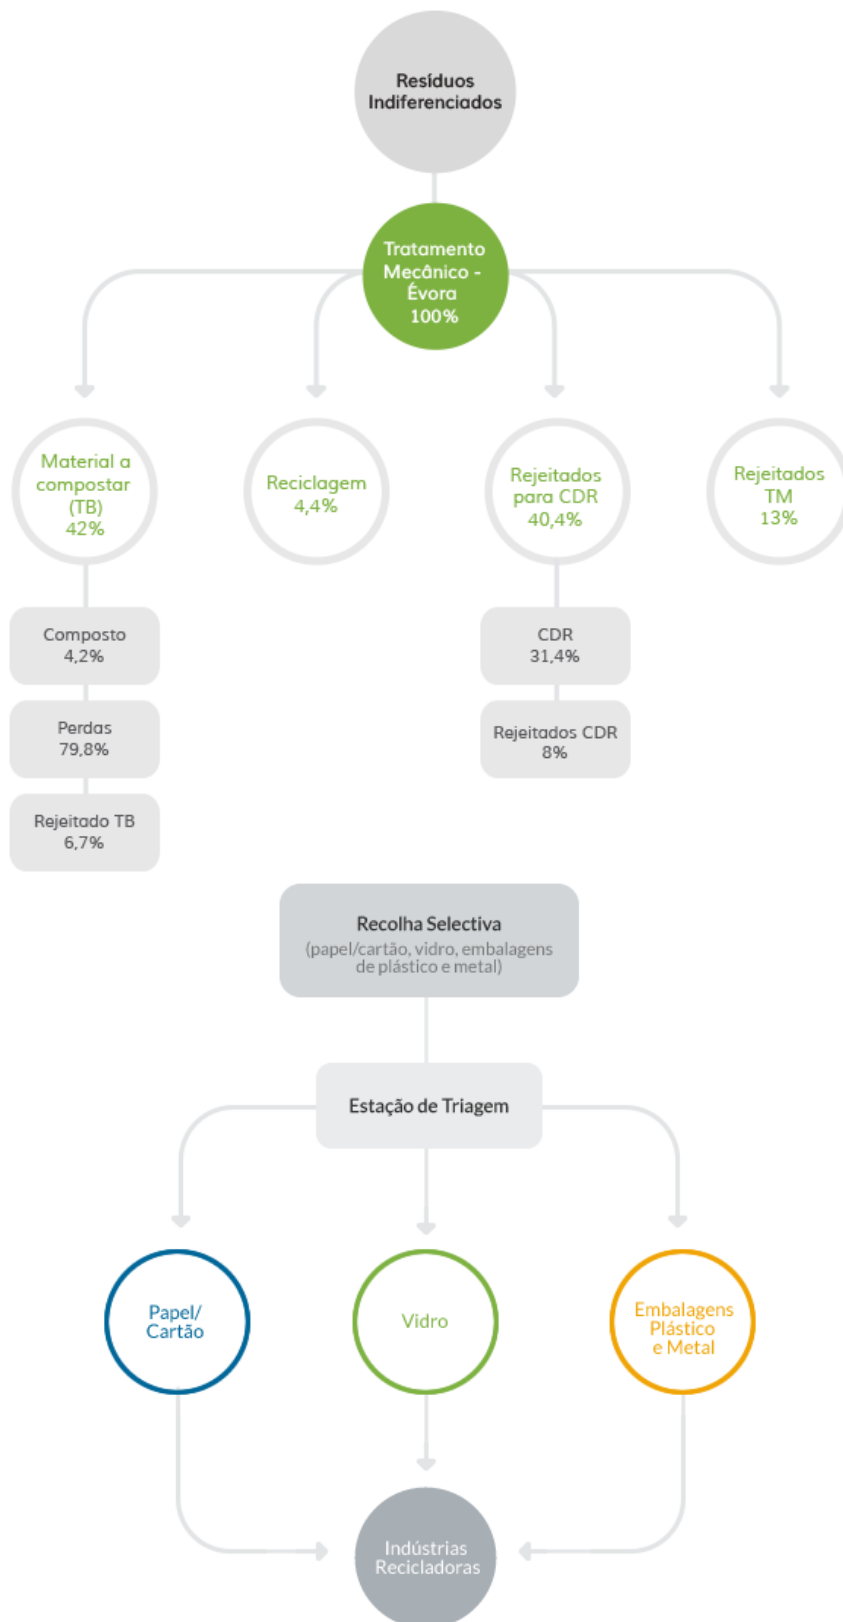 Resíduos
Indiferenciados
Tratamento
Mecânico -
Évora
100%
Material a
compostar
(TB)
42%
Reciclagem
4,4%
Rejeitados
para CDR
40,4%
Rejeitados
TM
13%
Composto
4,2%
Perdas
79,8%
Rejeitado TB
6,7%
CDR
31,4%
Rejeitados CDR
8%
Recolha Selectiva
(papel/cartão, vidro, embalagens
de plástico e metal)
Estação de Triagem
Papel/
Cartão
Vidro
Embalagens
Plástico
e Metal
Indústrias
Recicladoras